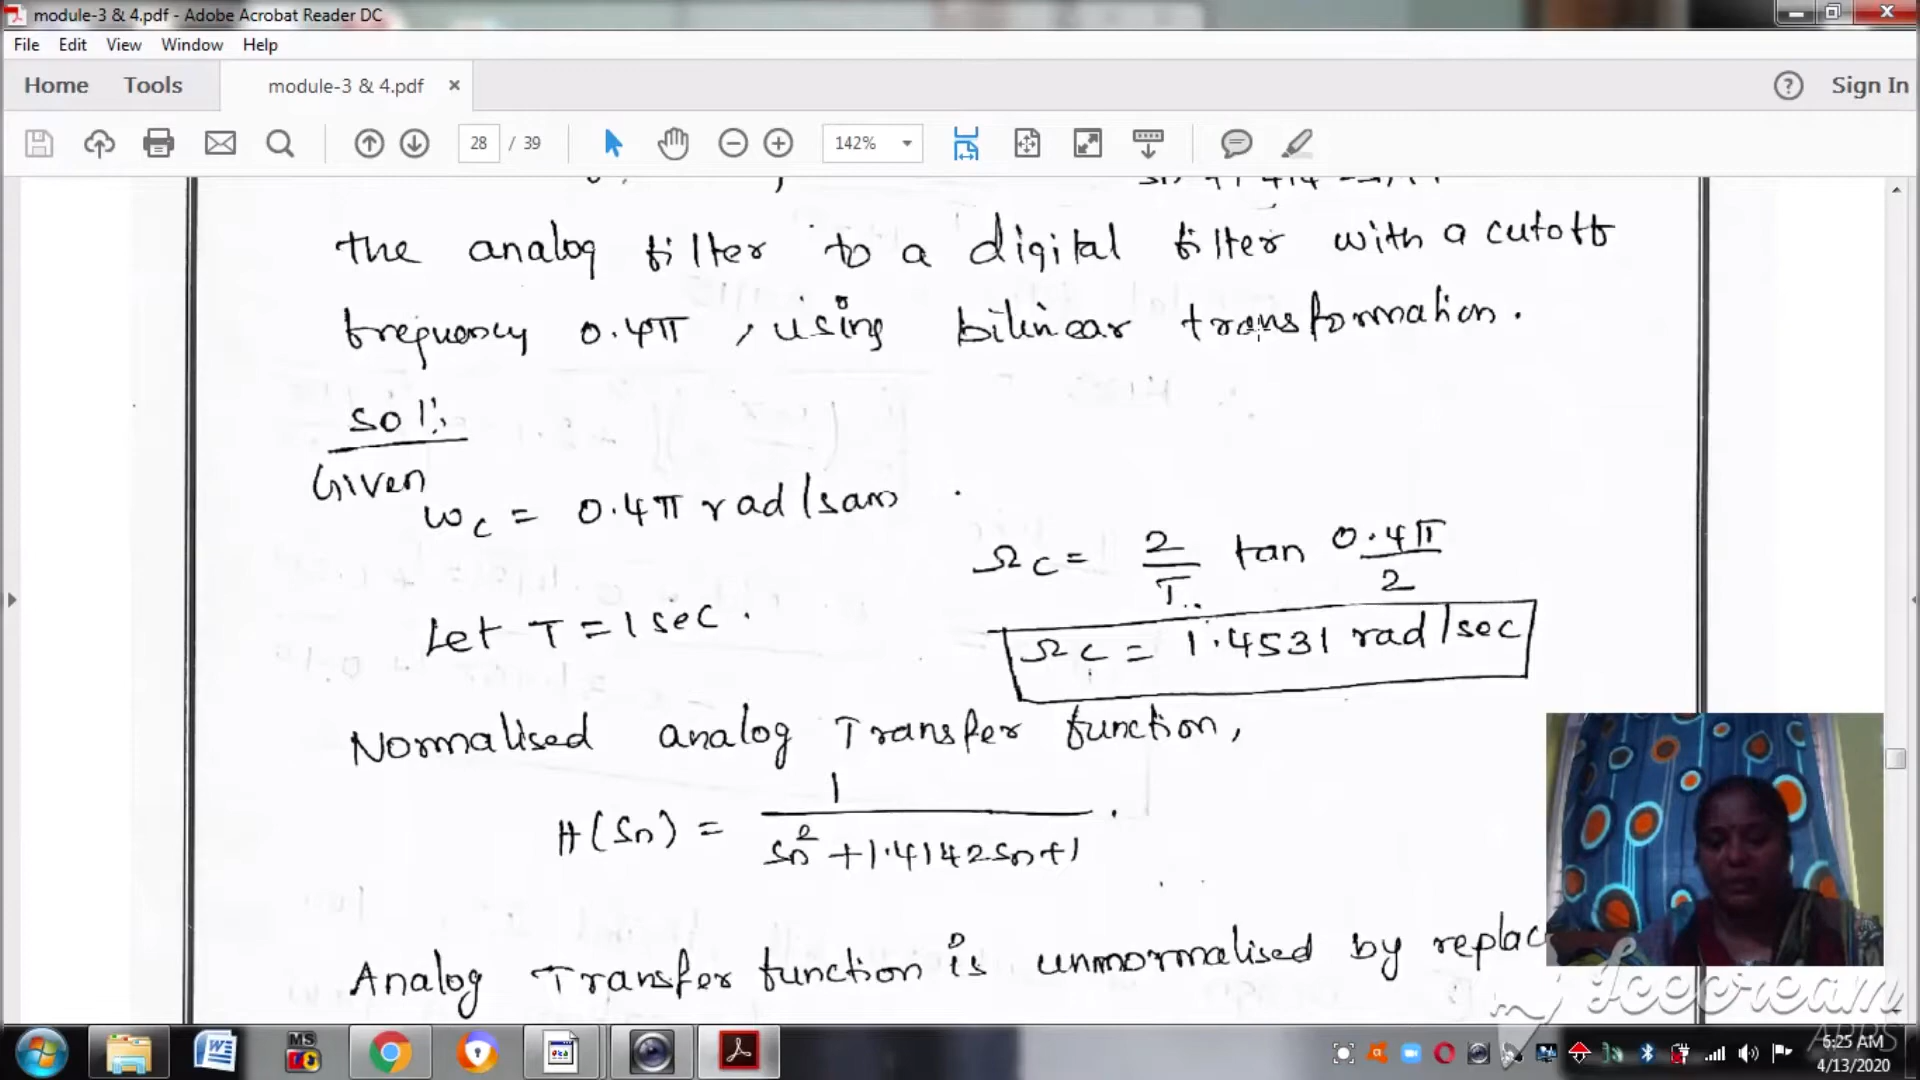 module-3 & 4.pdf - Adobe Acrobat Reader DC
File Edit View Window Help
Home Tools module-3 & 4.pdf × ? Sign In
28 / 39 142%
the analog filter to a digital filter with a cutoff
frequency 0.4π, using bilinear transformation.
Sol:
Given
ωc = 0.4π rad/sam
Ωc = 2/T tan 0.4π/2
Let T = 1 sec.
Ωc = 1.4531 rad/sec
Normalised analog Transfer function,
H(Sn) = 1/(Sn² + 1.4142Sn + 1).
Analog Transfer function is unnormalised by replac
Icecream
APPS
MS
6:25 AM
4/13/2020